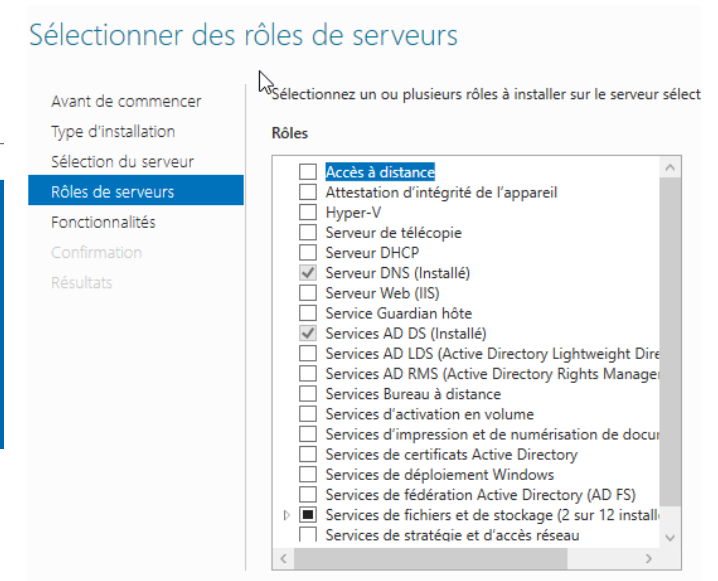 Sélectionner des rôles de serveurs
Avant de commencer
Type d'installation
Sélection du serveur
Rôles de serveurs
Fonctionnalités
Confirmation
Résultats
Sélectionnez un ou plusieurs rôles à installer sur le serveur sélect
Rôles
Accès à distance
Attestation d'intégrité de l'appareil
Hyper-V
Serveur de télécopie
Serveur DHCP
Serveur DNS (Installé)
Serveur Web (IIS)
Service Guardian hôte
Services AD DS (Installé)
Services AD LDS (Active Directory Lightweight Dire
Services AD RMS (Active Directory Rights Manage
Services Bureau à distance
Services d'activation en volume
Services d'impression et de numérisation de docu
Services de certificats Active Directory
Services de déploiement Windows
Services de fédération Active Directory (AD FS)
Services de fichiers et de stockage (2 sur 12 install
Services de stratégie et d'accès réseau